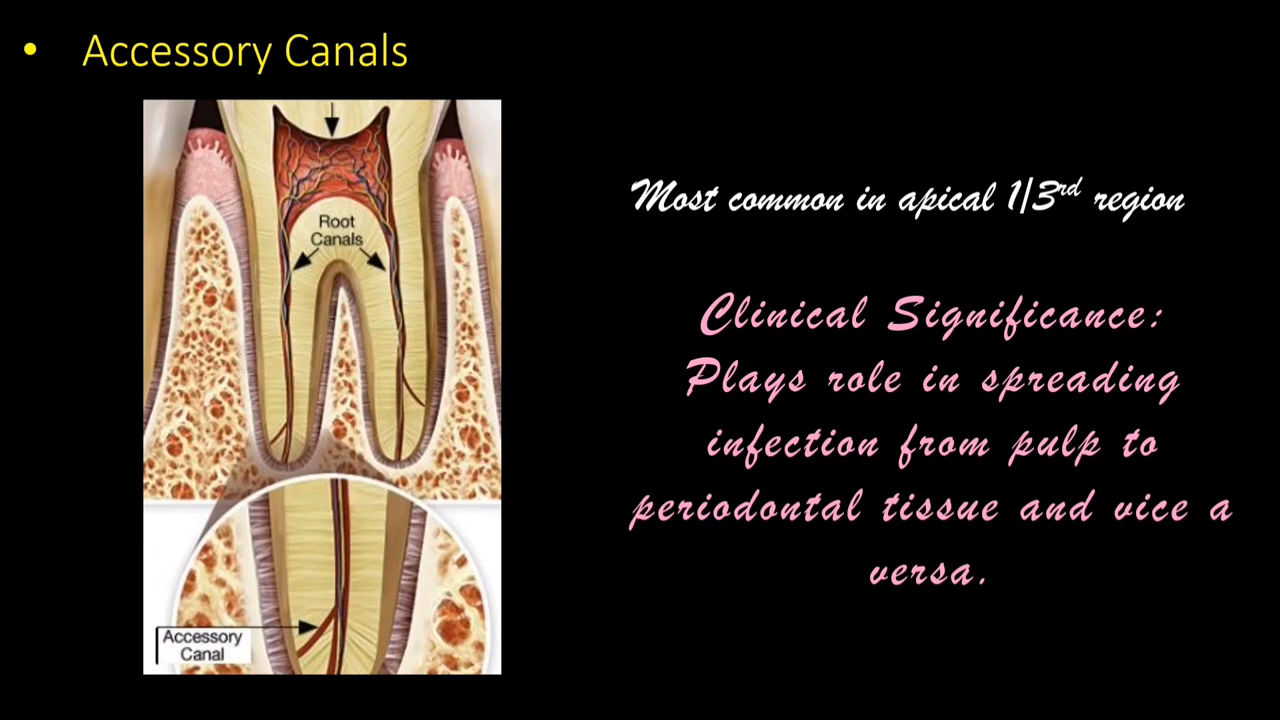 • Accessory Canals
Root
Canals
Accessory
Canal
Most common in apical 1/3rd region
Clinical Significance:
Plays role in spreading
infection from pulp to
periodontal tissue and vice a
versa.